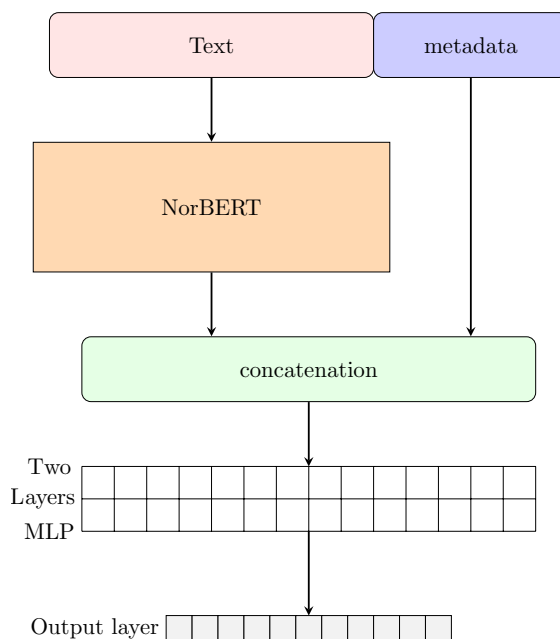 Text
metadata
NorBERT
concatenation
Two
Layers
MLP
Output layer